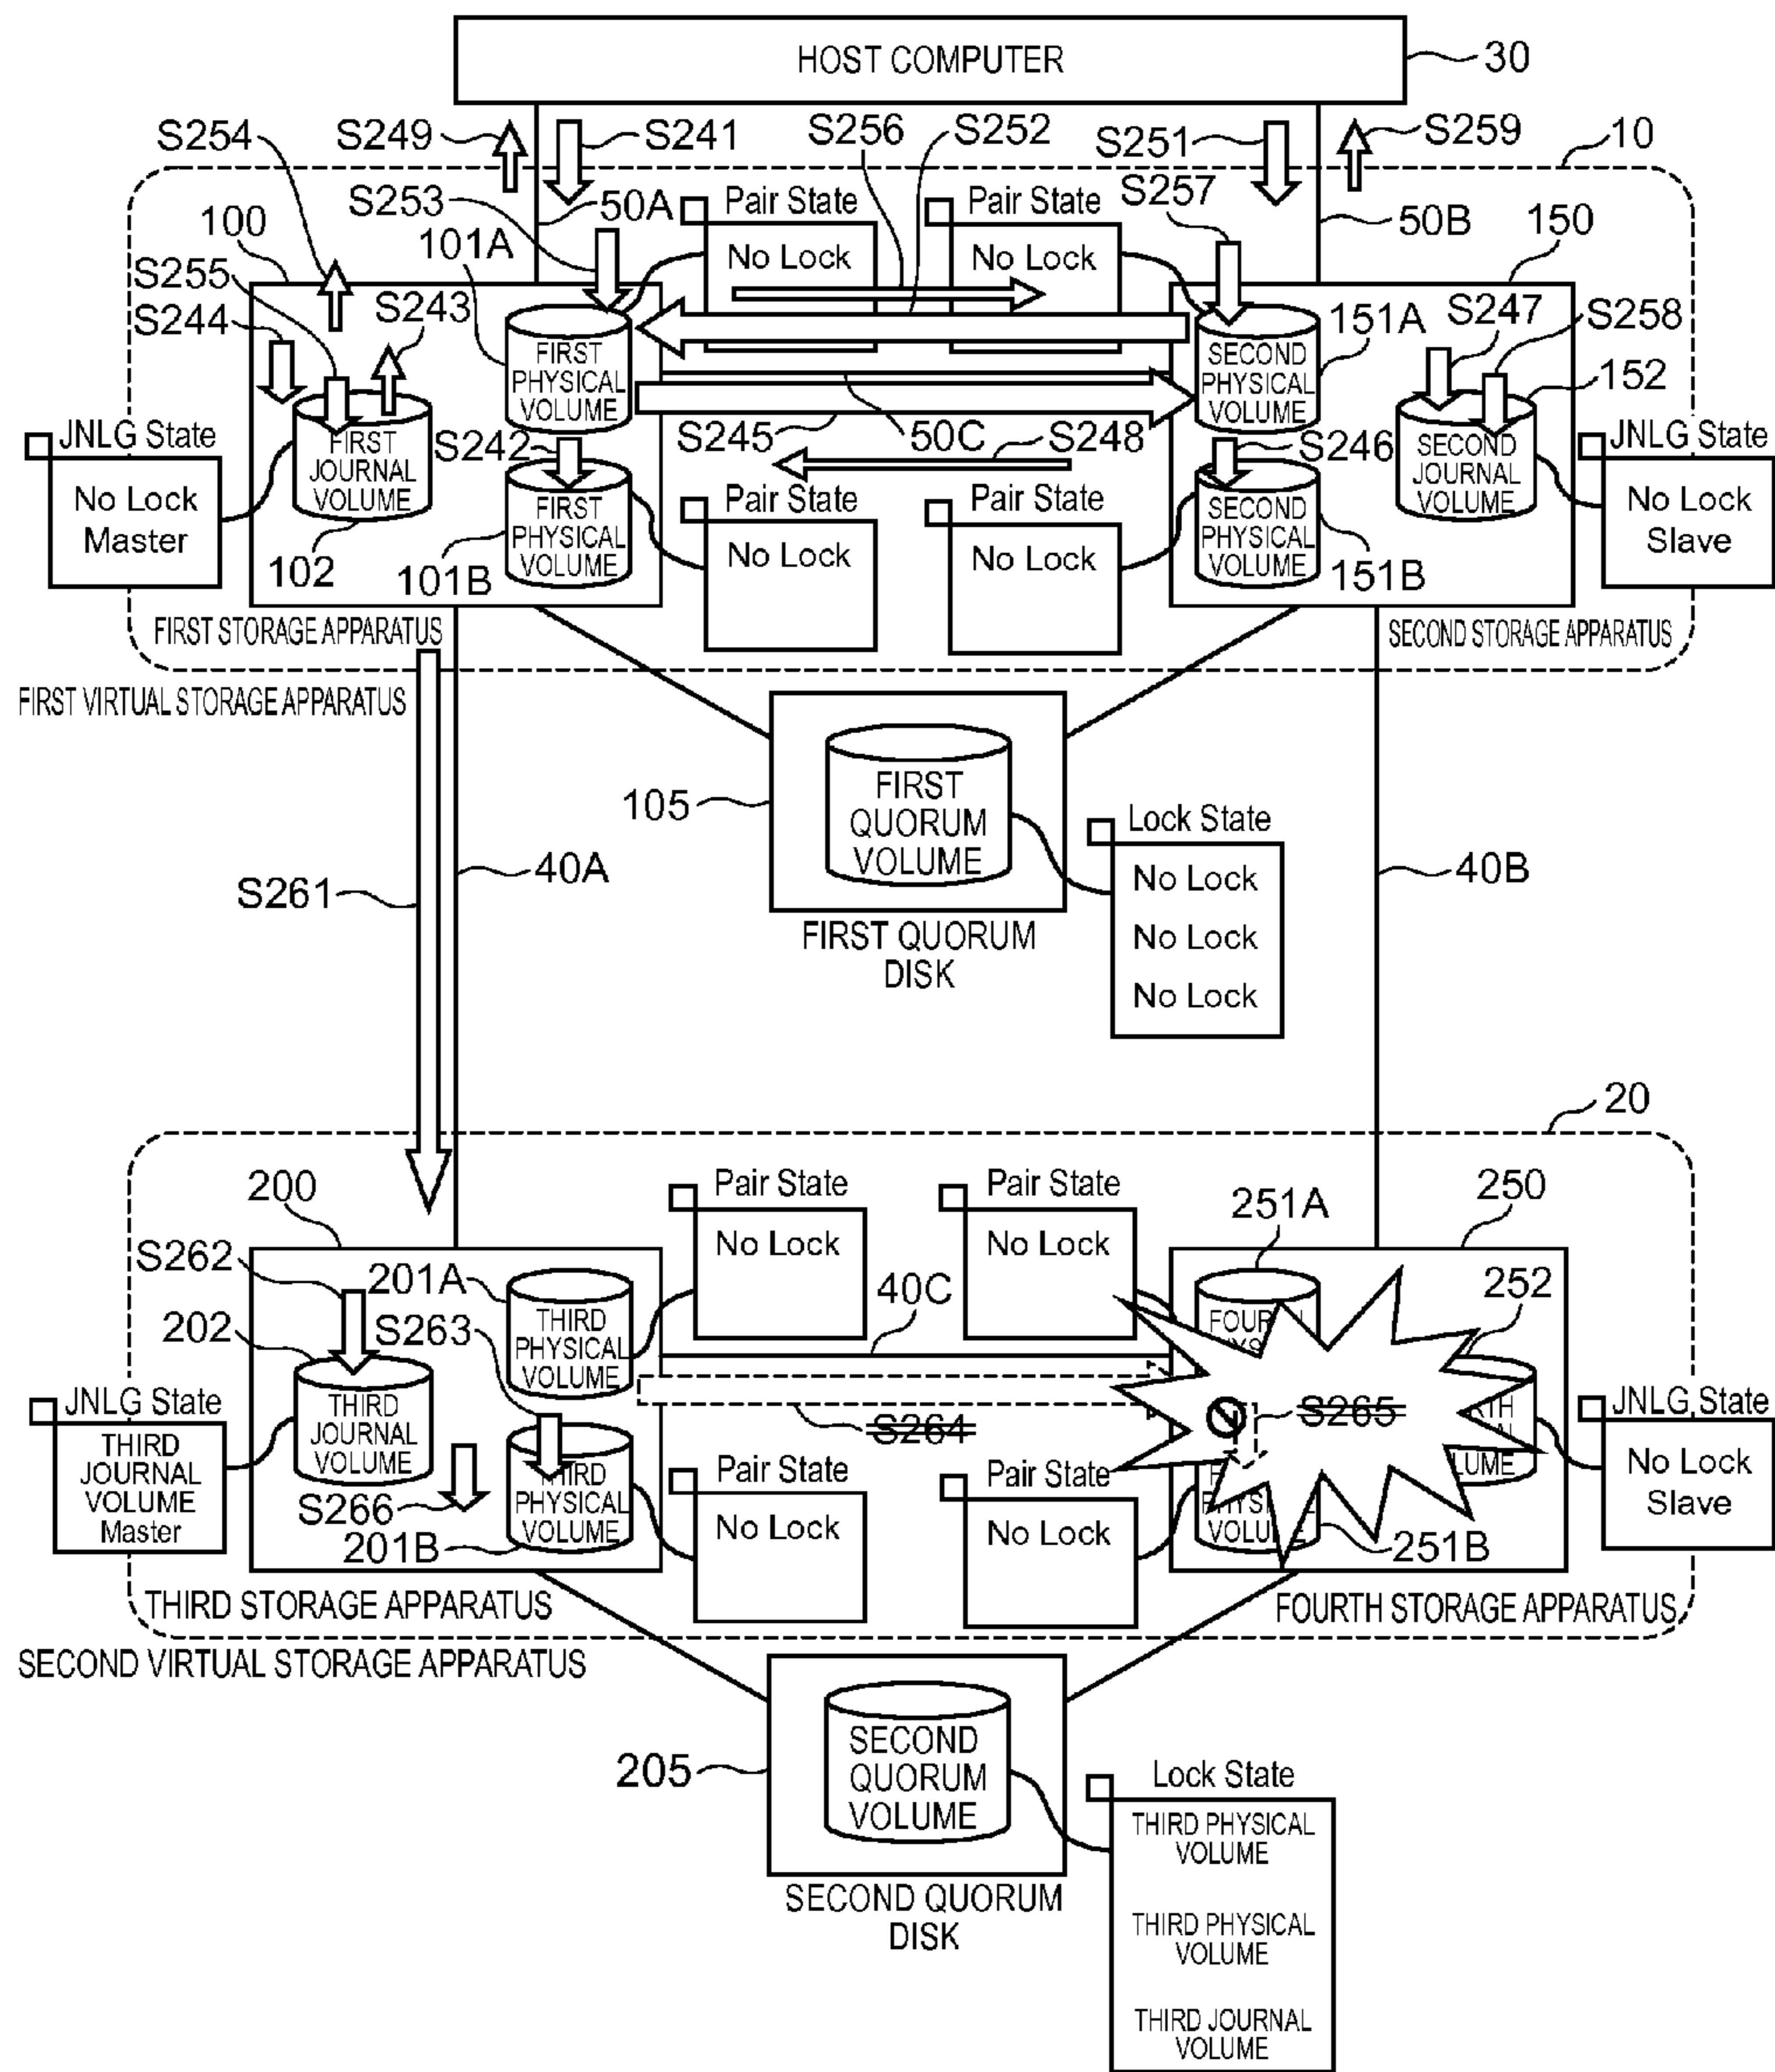 HOST COMPUTER
30
S254
S249
S241
S256
S252
S251
S259
10
S253
50A
Pair State
Pair State
S257
50B
100
101A
No Lock
No Lock
150
S255
S244
S243
S247
S258
151A
152
FIRST
PHYSICAL
VOLUME
SECOND
PHYSICAL
VOLUME
JNLG State
No Lock
Master
FIRST
JOURNAL
VOLUME
102
S242
S245
50C
S248
S246
SECOND
JOURNAL
VOLUME
JNLG State
No Lock
Slave
FIRST
PHYSICAL
VOLUME
101B
Pair State
No Lock
Pair State
No Lock
SECOND
PHYSICAL
VOLUME
151B
FIRST STORAGE APPARATUS
SECOND STORAGE APPARATUS
FIRST VIRTUAL STORAGE APPARATUS
105
FIRST
QUORUM
VOLUME
FIRST QUORUM
DISK
Lock State
No Lock
No Lock
No Lock
S261
40A
40B
20
200
Pair State
No Lock
Pair State
No Lock
251A
250
S262
201A
40C
252
202
S263
THIRD
PHYSICAL
VOLUME
JNLG State
THIRD
JOURNAL
VOLUME
Master
THIRD
JOURNAL
VOLUME
S264
S265
JNLG State
No Lock
Slave
S266
THIRD
PHYSICAL
VOLUME
201B
Pair State
No Lock
Pair State
No Lock
251B
THIRD STORAGE APPARATUS
FOURTH STORAGE APPARATUS
SECOND VIRTUAL STORAGE APPARATUS
205
SECOND
QUORUM
VOLUME
SECOND QUORUM
DISK
Lock State
THIRD PHYSICAL
VOLUME
THIRD PHYSICAL
VOLUME
THIRD JOURNAL
VOLUME